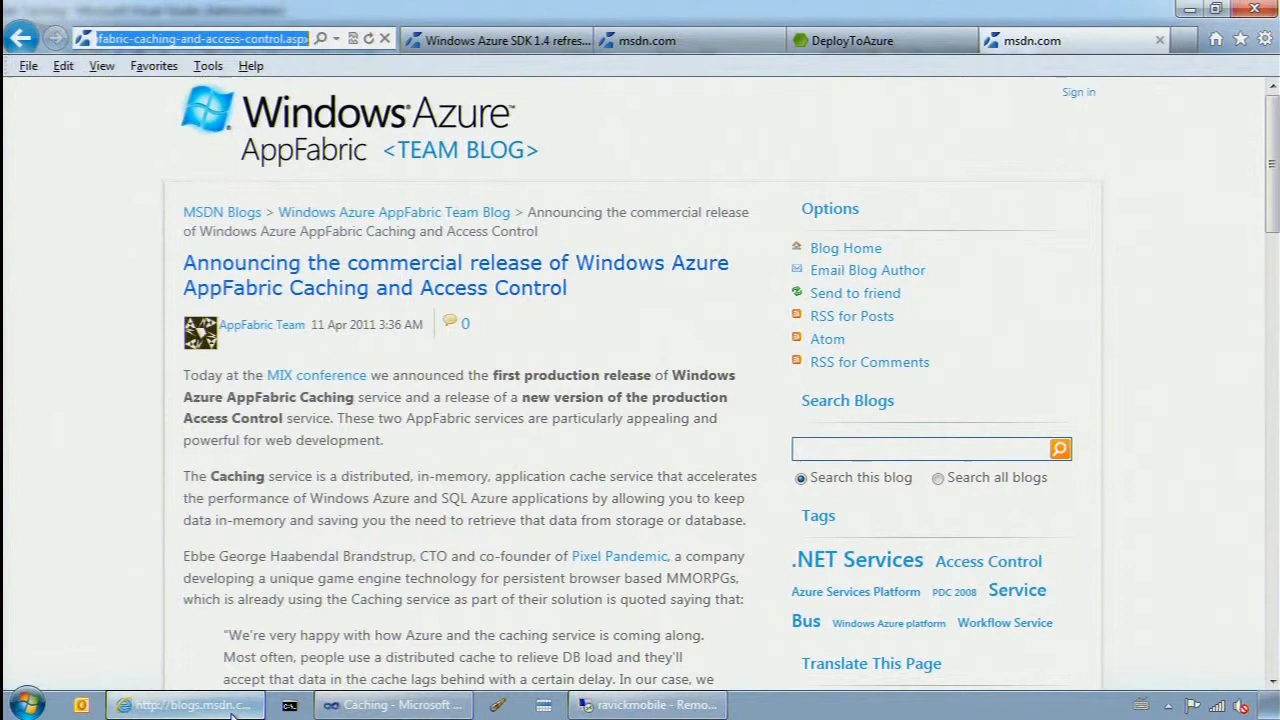 fabric-caching-and-access-control.aspx
Windows Azure SDK 1.4 refres...
msdn.com
DeployToAzure
msdn.com
File Edit View Favorites Tools Help
Sign in
Windows Azure™
AppFabric <TEAM BLOG>
MSDN Blogs > Windows Azure AppFabric Team Blog > Announcing the commercial release
of Windows Azure AppFabric Caching and Access Control
Announcing the commercial release of Windows Azure
AppFabric Caching and Access Control
AppFabric Team 11 Apr 2011 3:36 AM 0
Today at the MIX conference we announced the first production release of Windows
Azure AppFabric Caching service and a release of a new version of the production
Access Control service. These two AppFabric services are particularly appealing and
powerful for web development.
The Caching service is a distributed, in-memory, application cache service that accelerates
the performance of Windows Azure and SQL Azure applications by allowing you to keep
data in-memory and saving you the need to retrieve that data from storage or database.
Ebbe George Haabendal Brandstrup, CTO and co-founder of Pixel Pandemic, a company
developing a unique game engine technology for persistent browser based MMORPGs,
which is already using the Caching service as part of their solution is quoted saying that:
"We're very happy with how Azure and the caching service is coming along.
Most often, people use a distributed cache to relieve DB load and they'll
accept that data in the cache lags behind with a certain delay. In our case, we
Options
Blog Home
Email Blog Author
Send to friend
RSS for Posts
Atom
RSS for Comments
Search Blogs
Search this blog Search all blogs
Tags
.NET Services Access Control
Azure Services Platform PDC 2008 Service
Bus Windows Azure platform Workflow Service
Translate This Page
http://blogs.msdn.c...
Caching - Microsoft ...
ravickmobile - Remo...